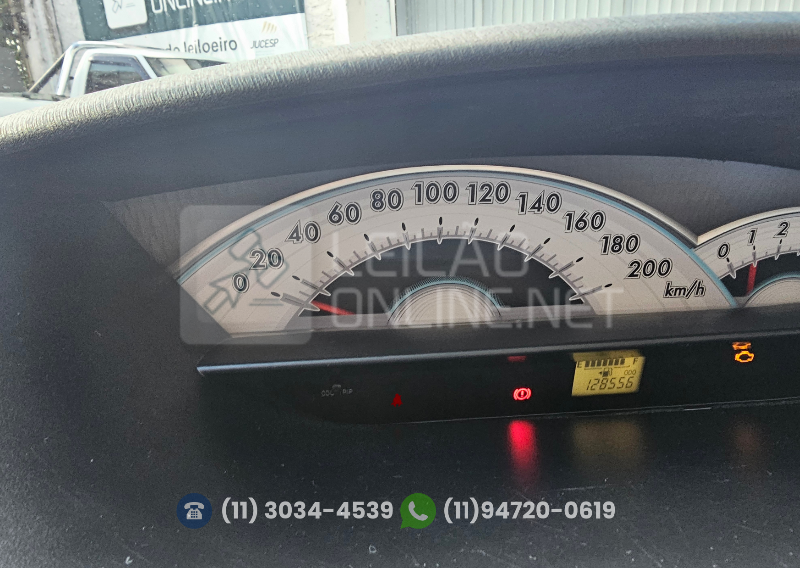 ONLINE
do leiloeiro JUCESP
0 20 40 60 80 100 120 140 160 180 200
km/h
0 1 2
LEILÃO
ONLINE.NET
E F
ODO
128556
(11) 3034-4539 (11)94720-0619